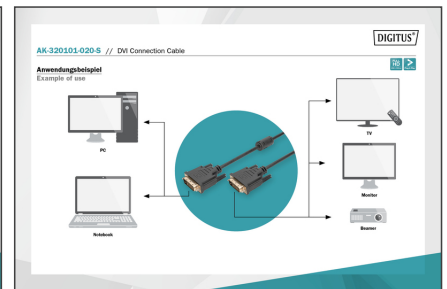 DIGITUS®
AK-320101-020-S // DVI Connection Cable
Anwendungsbeispiel
Example of use
PC
Notebook
TV
Monitor
Beamer